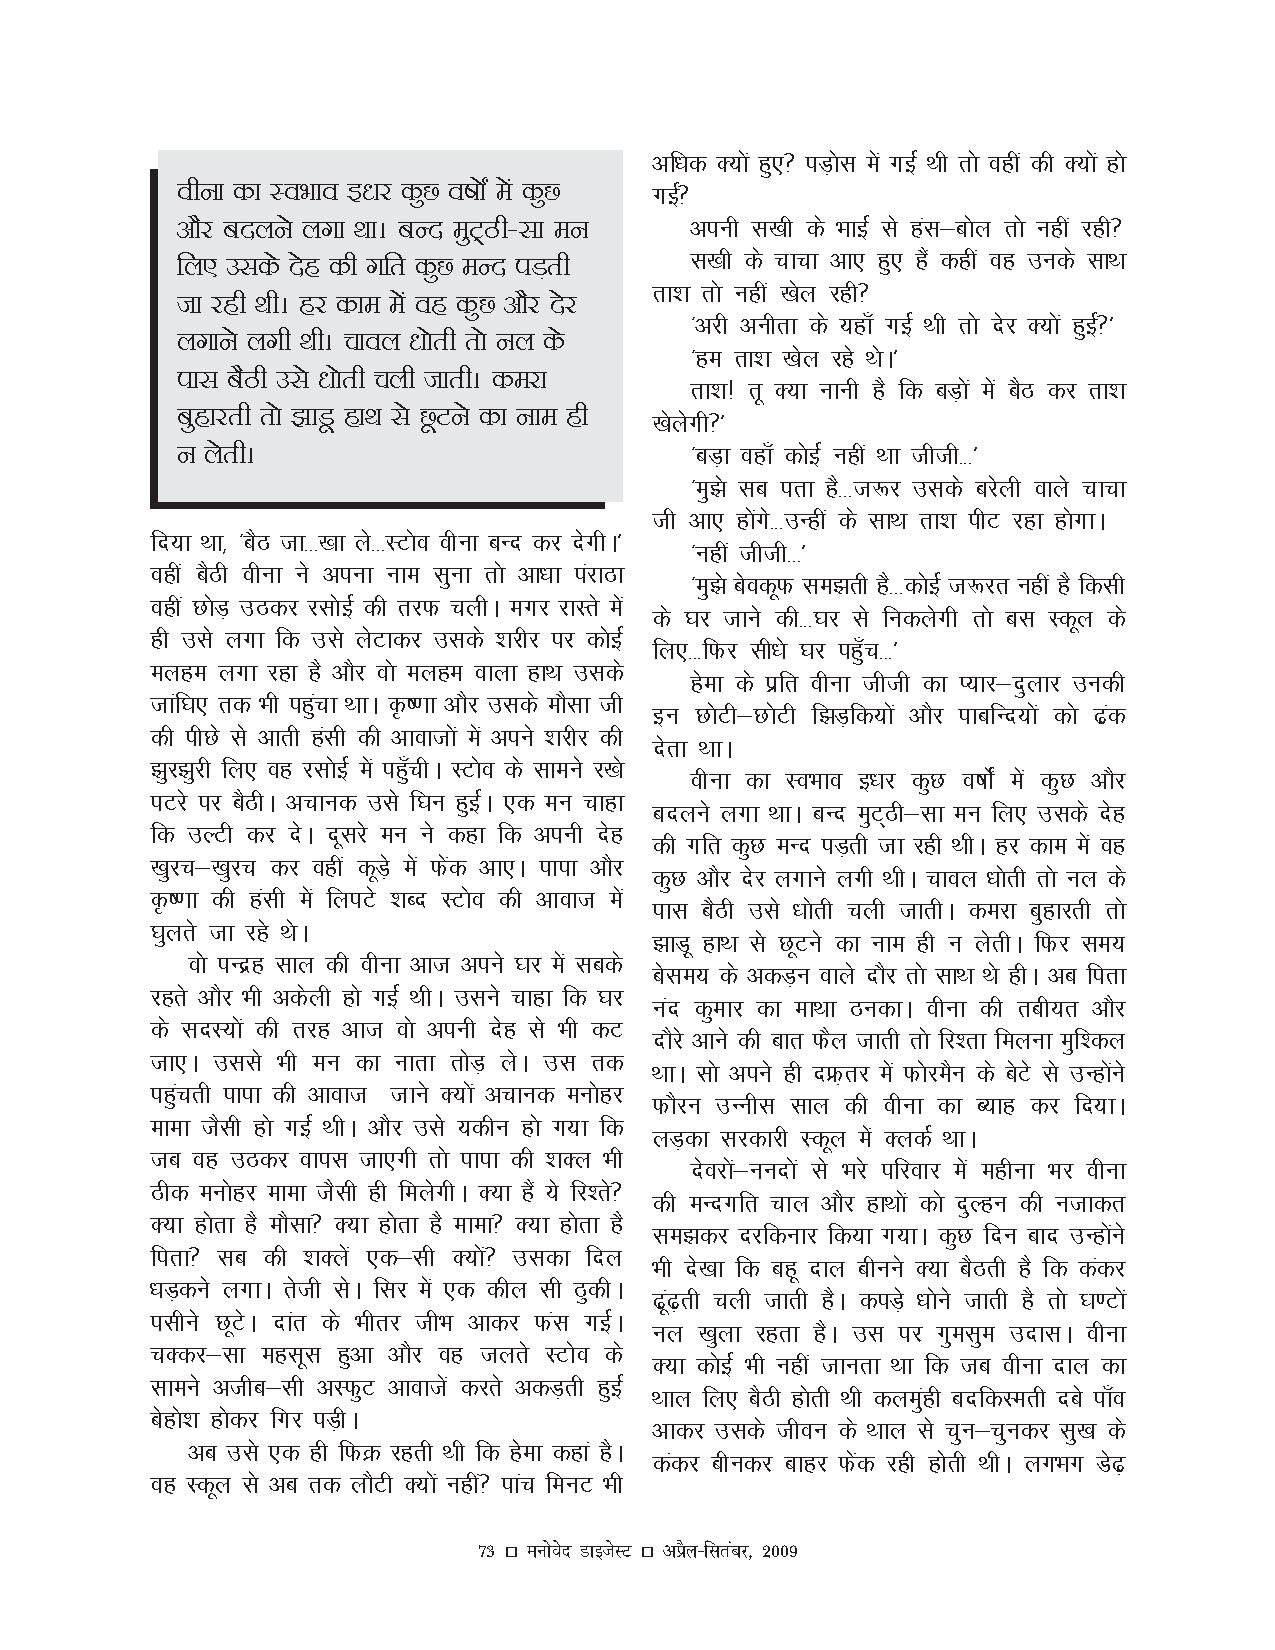 वीना का स्वभाव इधर कुछ वर्षों में कुछ
और बदलने लगा था। बन्द मुट्ठी-सा मन
लिए उसके देह की गति कुछ मन्द पड़ती
जा रही थी। हर काम में वह कुछ और देर
लगाने लगी थी। चावल धोती तो नल के
पास बैठी उसे धोती चली जाती। कमरा
बुहारती तो झाडू हाथ से छूटने का नाम ही
न लेती।
दिया था, ‘बैठ जा...खा ले...स्टोव वीना बन्द कर देगी।’
वहीं बैठी वीना ने अपना नाम सुना तो आधा पंराठा
वहीं छोड़ उठकर रसोई की तरफ चली। मगर रास्ते में
ही उसे लगा कि उसे लेटाकर उसके शरीर पर कोई
मलहम लगा रहा है और वो मलहम वाला हाथ उसके
जांघिए तक भी पहुंचा था। कृष्णा और उसके मौसा जी
की पीछे से आती हंसी की आवाजों में अपने शरीर की
झुरझुरी लिए वह रसोई में पहुँची। स्टोव के सामने रखे
पटरे पर बैठी। अचानक उसे घिन हुई। एक मन चाहा
कि उल्टी कर दे। दूसरे मन ने कहा कि अपनी देह
खुरच–खुरच कर वहीं कूड़े में फेंक आए। पापा और
कृष्णा की हंसी में लिपटे शब्द स्टोव की आवाज में
घुलते जा रहे थे।
वो पन्द्रह साल की वीना आज अपने घर में सबके
रहते और भी अकेली हो गई थी। उसने चाहा कि घर
के सदस्यों की तरह आज वो अपनी देह से भी कट
जाए। उससे भी मन का नाता तोड़ ले। उस तक
पहुंचती पापा की आवाज जाने क्यों अचानक मनोहर
मामा जैसी हो गई थी। और उसे यकीन हो गया कि
जब वह उठकर वापस जाएगी तो पापा की शक्ल भी
ठीक मनोहर मामा जैसी ही मिलेगी। क्या हैं ये रिश्ते?
क्या होता है मौसा? क्या होता है मामा? क्या होता है
पिता? सब की शक्लें एक–सी क्यों? उसका दिल
धड़कने लगा। तेजी से। सिर में एक कील सी ठुकी।
पसीने छूटे। दांत के भीतर जीभ आकर फंस गई।
चक्कर–सा महसूस हुआ और वह जलते स्टोव के
सामने अजीब–सी अस्फुट आवाजें करते अकड़ती हुई
बेहोश होकर गिर पड़ी।
अब उसे एक ही फिक्र रहती थी कि हेमा कहां है।
वह स्कूल से अब तक लौटी क्यों नहीं? पांच मिनट भी
अधिक क्यों हुए? पड़ोस में गई थी तो वहीं की क्यों हो
गई?
अपनी सखी के भाई से हंस–बोल तो नहीं रही?
सखी के चाचा आए हुए हैं कहीं वह उनके साथ
ताश तो नहीं खेल रही?
‘अरी अनीता के यहाँ गई थी तो देर क्यों हुई?’
‘हम ताश खेल रहे थे।’
ताश! तू क्या नानी है कि बड़ों में बैठ कर ताश
खेलेगी?’
‘बड़ा वहाँ कोई नहीं था जीजी...’
‘मुझे सब पता है...जरूर उसके बरेली वाले चाचा
जी आए होंगे...उन्हीं के साथ ताश पीट रहा होगा।
‘नहीं जीजी...’
‘मुझे बेवकूफ समझती है...कोई जरूरत नहीं है किसी
के घर जाने की...घर से निकलेगी तो बस स्कूल के
लिए...फिर सीधे घर पहुँच...’
हेमा के प्रति वीना जीजी का प्यार–दुलार उनकी
इन छोटी–छोटी झिड़कियों और पाबन्दियों को ढंक
देता था।
वीना का स्वभाव इधर कुछ वर्षों में कुछ और
बदलने लगा था। बन्द मुट्ठी–सा मन लिए उसके देह
की गति कुछ मन्द पड़ती जा रही थी। हर काम में वह
कुछ और देर लगाने लगी थी। चावल धोती तो नल के
पास बैठी उसे धोती चली जाती। कमरा बुहारती तो
झाडू हाथ से छूटने का नाम ही न लेती। फिर समय
बेसमय के अकड़न वाले दौर तो साथ थे ही। अब पिता
नंद कुमार का माथा ठनका। वीना की तबीयत और
दौरे आने की बात फैल जाती तो रिश्ता मिलना मुश्किल
था। सो अपने ही दफ़्तर में फोरमैन के बेटे से उन्होंने
फौरन उन्नीस साल की वीना का ब्याह कर दिया।
लड़का सरकारी स्कूल में क्लर्क था।
देवरों–ननदों से भरे परिवार में महीना भर वीना
की मन्दगति चाल और हाथों को दुल्हन की नजाकत
समझकर दरकिनार किया गया। कुछ दिन बाद उन्होंने
भी देखा कि बहू दाल बीनने क्या बैठती है कि कंकर
ढूंढ़ती चली जाती है। कपड़े धोने जाती है तो घण्टों
नल खुला रहता है। उस पर गुमसुम उदास। वीना
क्या कोई भी नहीं जानता था कि जब वीना दाल का
थाल लिए बैठी होती थी कलमुंही बदकिस्मती दबे पाँव
आकर उसके जीवन के थाल से चुन–चुनकर सुख के
कंकर बीनकर बाहर फेंक रही होती थी। लगभग डेढ़
73 □ मनोवेद डाइजेस्ट □ अप्रैल-सितंबर, 2009